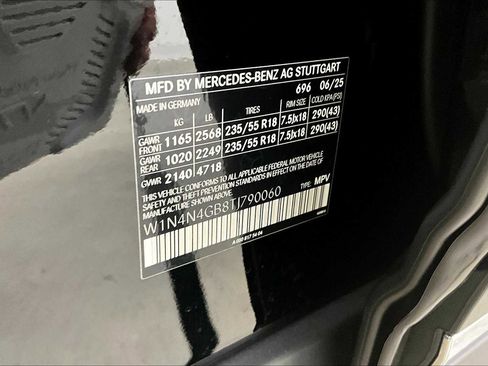 MFD BY MERCEDES-BENZ AG STUTTGART
696 06/25
MADE IN GERMANY
KG LB TIRES RIM SIZE COLD KPA(PSI)
GAWR FRONT 1165 2568 235/55 R18 7.5Jx18 290(43)
GAWR REAR 1020 2249 235/55 R18 7.5Jx18 290(43)
GVWR 2140 4718
THIS VEHICLE CONFORMS TO ALL APPLICABLE FEDERAL MOTOR VEHICLE
SAFETY AND THEFT PREVENTION STANDARDS IN EFFECT ON THE DATE
OF MANUFACTURE SHOWN ABOVE.
W1N4N4GB8TJ790060 TYPE: MPV